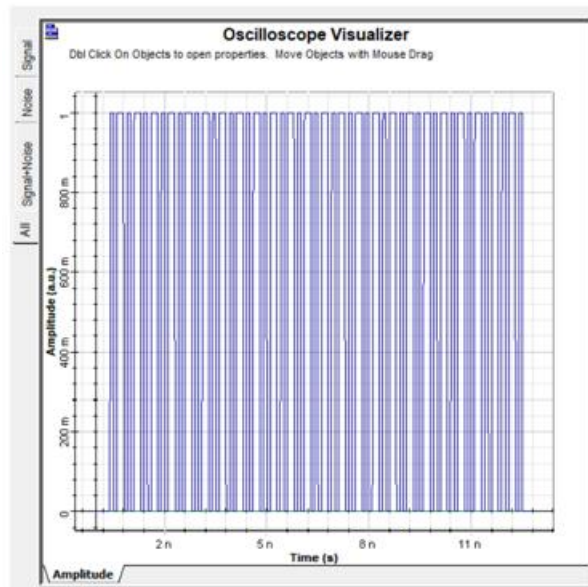 Oscilloscope Visualizer
Dbl Click On Objects to open properties. Move Objects with Mouse Drag
Signal
Noise
Signal+Noise
All
Amplitude (a.u.)
1
800 m
600 m
400 m
200 m
0
2 n
5 n
8 n
11 n
Time (s)
Amplitude